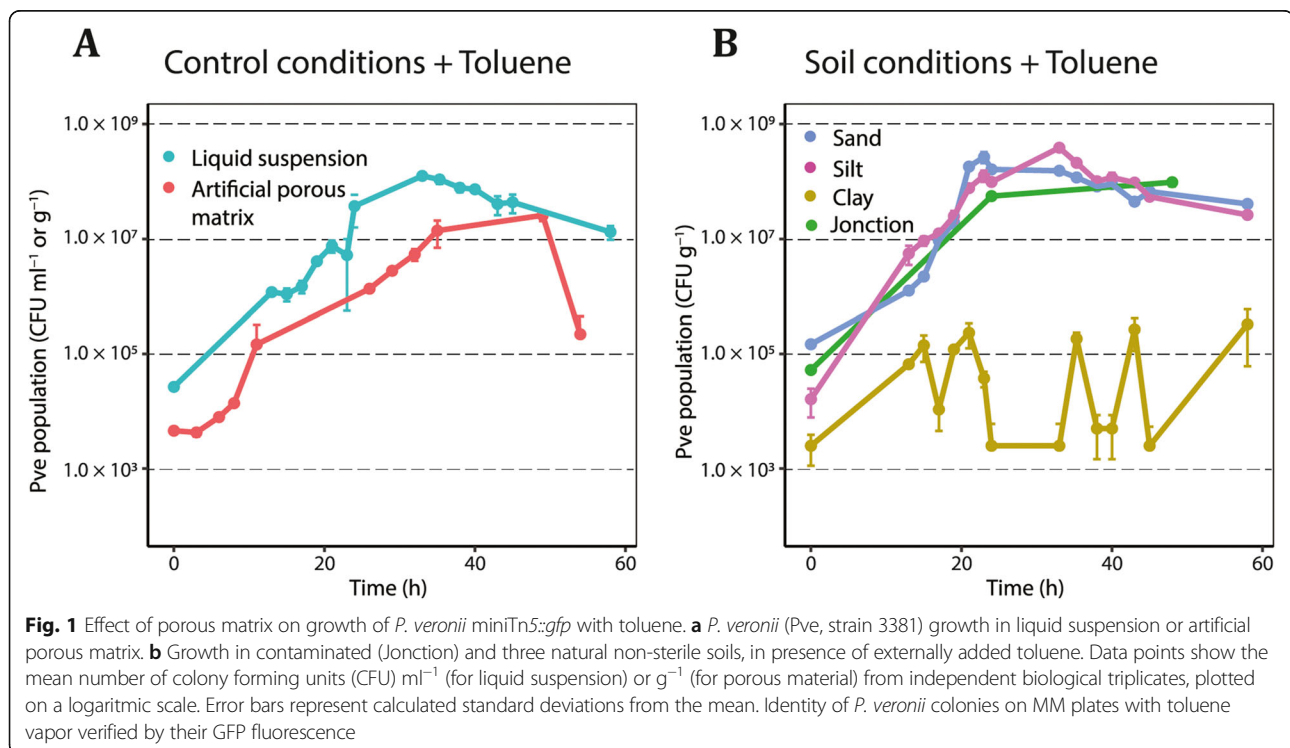 A
Control conditions + Toluene
Pve population (CFU ml⁻¹ or g⁻¹)
1.0 × 10⁹
1.0 × 10⁷
1.0 × 10⁵
1.0 × 10³
Liquid suspension
Artificial porous
matrix
0 20 40 60
Time (h)
B
Soil conditions + Toluene
Pve population (CFU g⁻¹)
1.0 × 10⁹
1.0 × 10⁷
1.0 × 10⁵
1.0 × 10³
Sand
Silt
Clay
Jonction
0 20 40 60
Time (h)
Fig. 1 Effect of porous matrix on growth of P. veronii miniTn5::gfp with toluene. a P. veronii (Pve, strain 3381) growth in liquid suspension or artificial
porous matrix. b Growth in contaminated (Jonction) and three natural non-sterile soils, in presence of externally added toluene. Data points show the
mean number of colony forming units (CFU) ml⁻¹ (for liquid suspension) or g⁻¹ (for porous material) from independent biological triplicates, plotted
on a logaritmic scale. Error bars represent calculated standard deviations from the mean. Identity of P. veronii colonies on MM plates with toluene
vapor verified by their GFP fluorescence